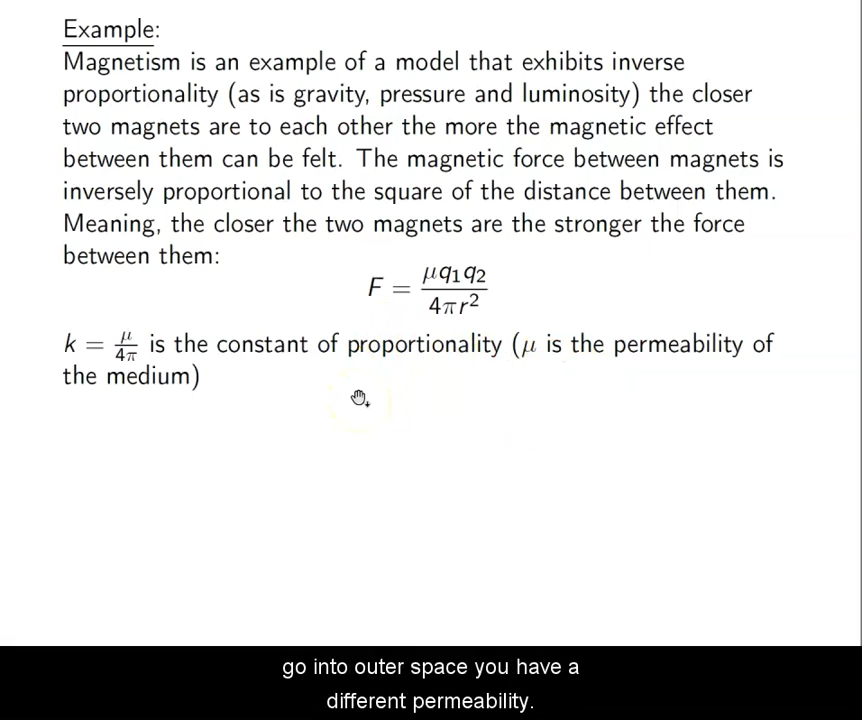 Example:
Magnetism is an example of a model that exhibits inverse
proportionality (as is gravity, pressure and luminosity) the closer
two magnets are to each other the more the magnetic effect
between them can be felt. The magnetic force between magnets is
inversely proportional to the square of the distance between them.
Meaning, the closer the two magnets are the stronger the force
between them:
F = μq₁q₂ / 4πr²
k = μ/4π is the constant of proportionality (μ is the permeability of
the medium)
go into outer space you have a
different permeability.